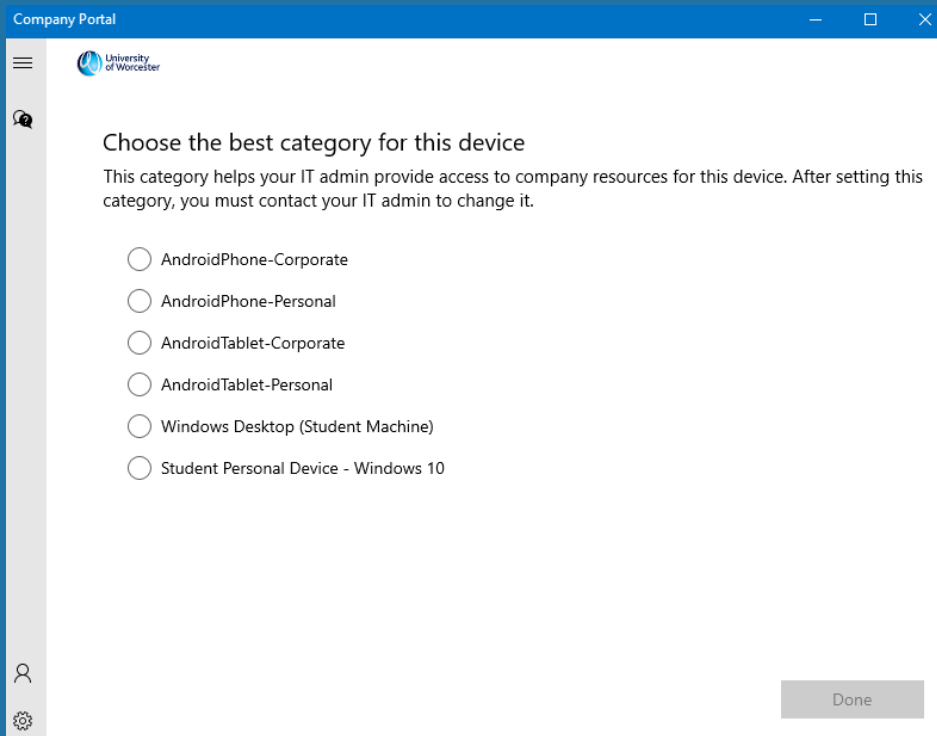 Company Portal
University
of Worcester
Choose the best category for this device
This category helps your IT admin provide access to company resources for this device. After setting this
category, you must contact your IT admin to change it.
AndroidPhone-Corporate
AndroidPhone-Personal
AndroidTablet-Corporate
AndroidTablet-Personal
Windows Desktop (Student Machine)
Student Personal Device - Windows 10
Done